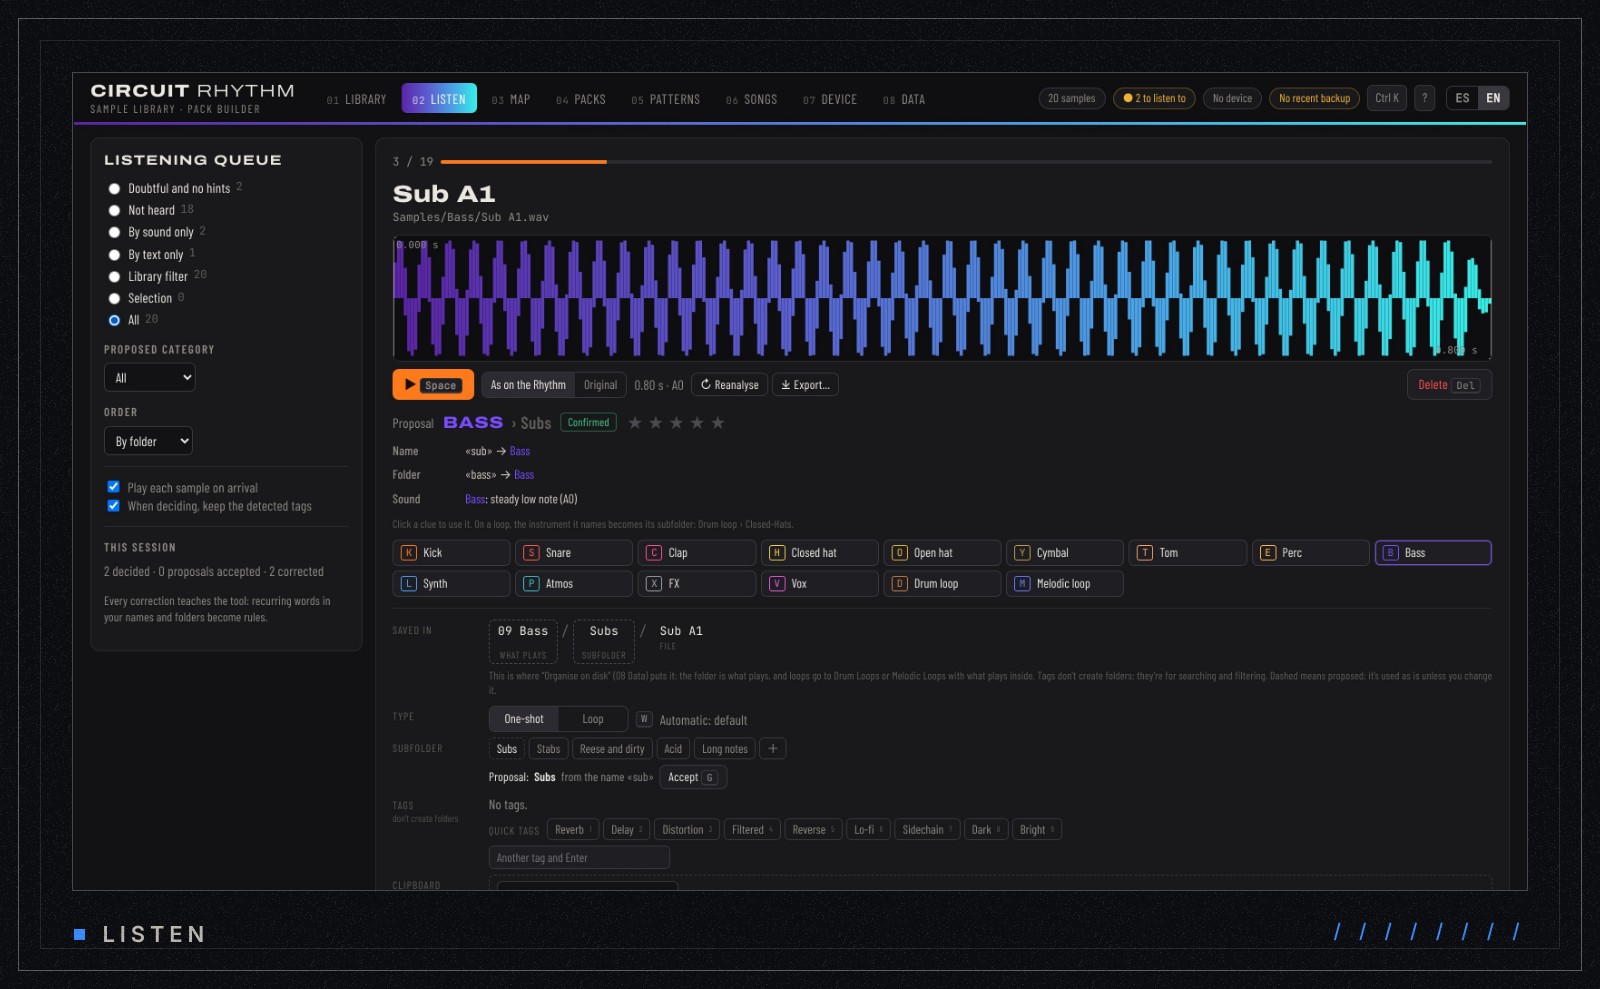 CIRCUIT RHYTHM
SAMPLE LIBRARY · PACK BUILDER
01 LIBRARY
02 LISTEN
03 MAP
04 PACKS
05 PATTERNS
06 SONGS
07 DEVICE
08 DATA
20 samples
2 to listen to
No device
No recent backup
Ctrl K
?
ES
EN
LISTENING QUEUE
Doubtful and no hints 2
Not heard 18
By sound only 2
By text only 1
Library filter 20
Selection 0
All 20
PROPOSED CATEGORY
All
ORDER
By folder
Play each sample on arrival
When deciding, keep the detected tags
THIS SESSION
2 decided · 0 proposals accepted · 2 corrected
Every correction teaches the tool: recurring words in
your names and folders become rules.
3 / 19
Sub A1
Samples/Bass/Sub A1.wav
0.000 s
0.800 s
Space
As on the Rhythm
Original
0.80 s · A0
Reanalyse
Export...
Delete Del
Proposal BASS › Subs Confirmed ★ ★ ★ ★ ★
Name «sub» → Bass
Folder «bass» → Bass
Sound Bass: steady low note (A0)
Click a clue to use it. On a loop, the instrument it names becomes its subfolder: Drum loop › Closed-Hats.
K Kick
S Snare
C Clap
H Closed hat
O Open hat
Y Cymbal
T Tom
E Perc
B Bass
L Synth
P Atmos
X FX
V Vox
D Drum loop
M Melodic loop
SAVED IN
09 Bass / Subs / Sub A1
WHAT PLAYS SUBFOLDER FILE
This is where "Organise on disk" (08 Data) puts it: the folder is what plays, and loops go to Drum Loops or Melodic Loops with what plays inside. Tags don't create folders: they're for searching and filtering. Dashed means proposed: it's used as is unless you change
it.
TYPE One-shot Loop W Automatic: default
SUBFOLDER Subs Stabs Reese and dirty Acid Long notes +
Proposal: Subs from the name «sub» Accept G
TAGS No tags.
don't create folders
QUICK TAGS Reverb 1 Delay 2 Distortion 3 Filtered 4 Reverse 5 Lo-fi 6 Sidechain 7 Dark 8 Bright 9
Another tag and Enter
CLIPBOARD
LISTEN
/ / / / / / / /